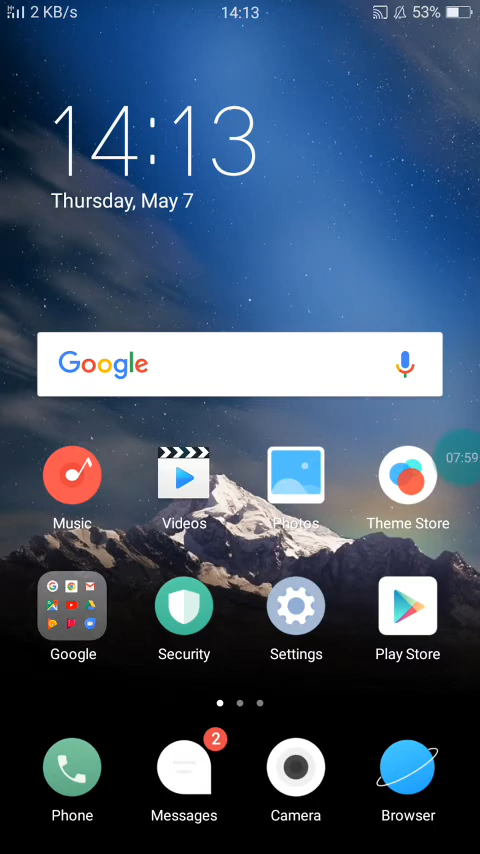 2 KB/s 14:13 53%
14:13
Thursday, May 7
Google
07:59
Music Videos Photos Theme Store
Google Security Settings Play Store
2
Phone Messages Camera Browser